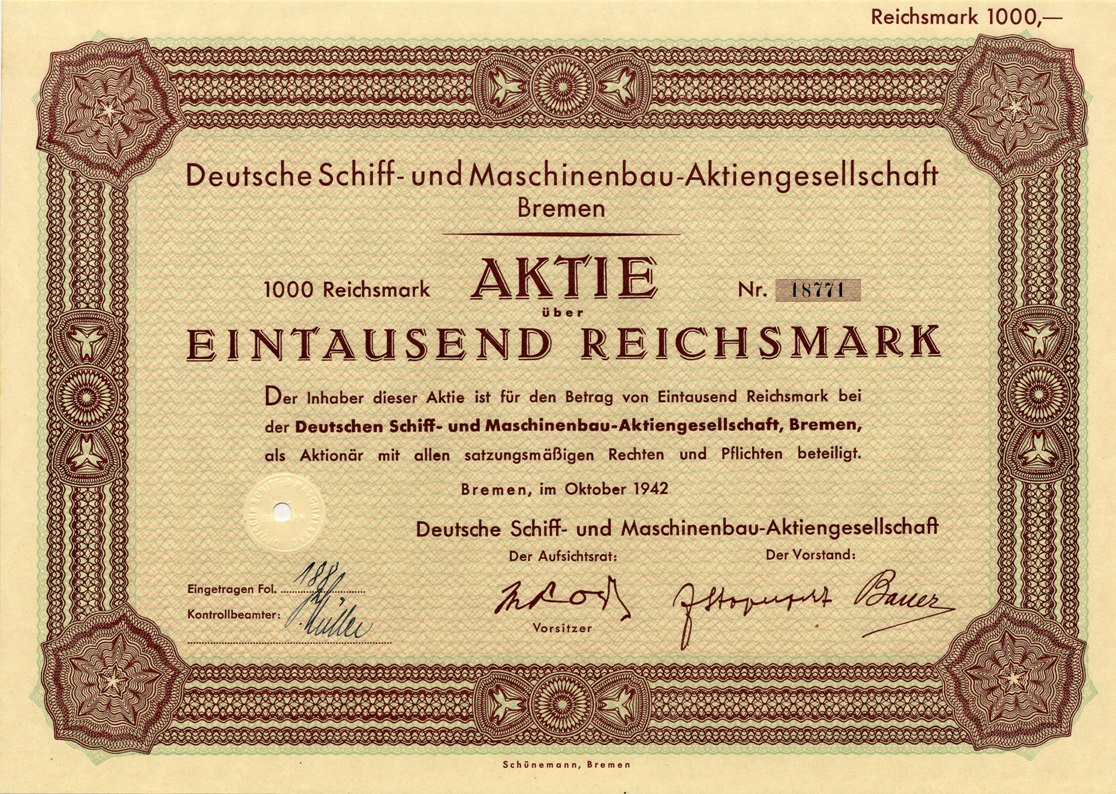 Reichsmark 1000,—
Deutsche Schiff- und Maschinenbau-Aktiengesellschaft
Bremen
1000 Reichsmark AKTIE Nr. 18771
über
EINTAUSEND REICHSMARK
Der Inhaber dieser Aktie ist für den Betrag von Eintausend Reichsmark bei
der Deutschen Schiff- und Maschinenbau-Aktiengesellschaft, Bremen,
als Aktionär mit allen satzungsmäßigen Rechten und Pflichten beteiligt.
Bremen, im Oktober 1942
Deutsche Schiff- und Maschinenbau-Aktiengesellschaft
Der Aufsichtsrat: Der Vorstand:
Eingetragen Fol. 188
Kontrollbeamter: Müller
Bauer
Vorsitzer
Schünemann, Bremen